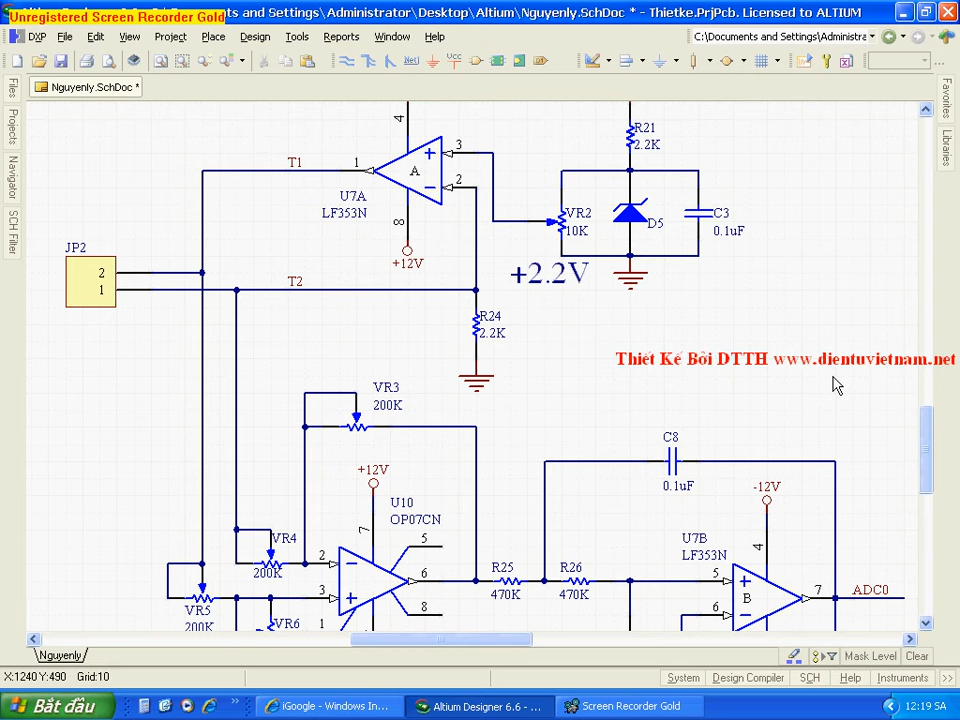 Unregistered Screen Recorder Gold
nts and Settings\Administrator\Desktop\Altium\Nguyenly.SchDoc * - Thietke.PrjPcb. Licensed to ALTIUM
DXP File Edit View Project Place Design Tools Reports Window Help
C:\Documents and Settings\Administra
Net Vcc
Nguyenly.SchDoc *
Files
Projects
Navigator
SCH Filter
Favorites
Libraries
4
R21
2.2K
T1
1
3
A
2
U7A
LF353N
8
+12V
VR2
10K
D5
C3
0.1uF
+2.2V
JP2
2
1
T2
R24
2.2K
Thiết Kế Bởi DTTH www.dientuvietnam.net
VR3
200K
C8
0.1uF
+12V
-12V
U10
OP07CN
7
5
VR4
200K
2
6
3
8
1
R25
470K
R26
470K
U7B
LF353N
4
5
B
6
7
ADC0
VR5
200K
VR6
Nguyenly
Mask Level Clear
X:1240 Y:490 Grid:10
System Design Compiler SCH Help Instruments >>
Bắt đầu
iGoogle - Windows In...
Altium Designer 6.6 - ...
Screen Recorder Gold
12:19 SA